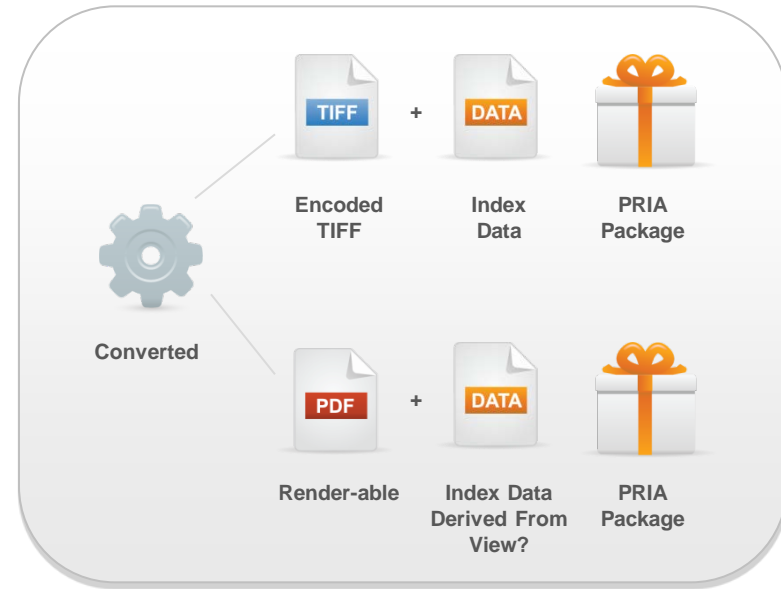 TIFF + DATA
Encoded
TIFF
Index
Data
PRIA
Package
Converted
PDF + DATA
Render-able
Index Data
Derived From
View?
PRIA
Package